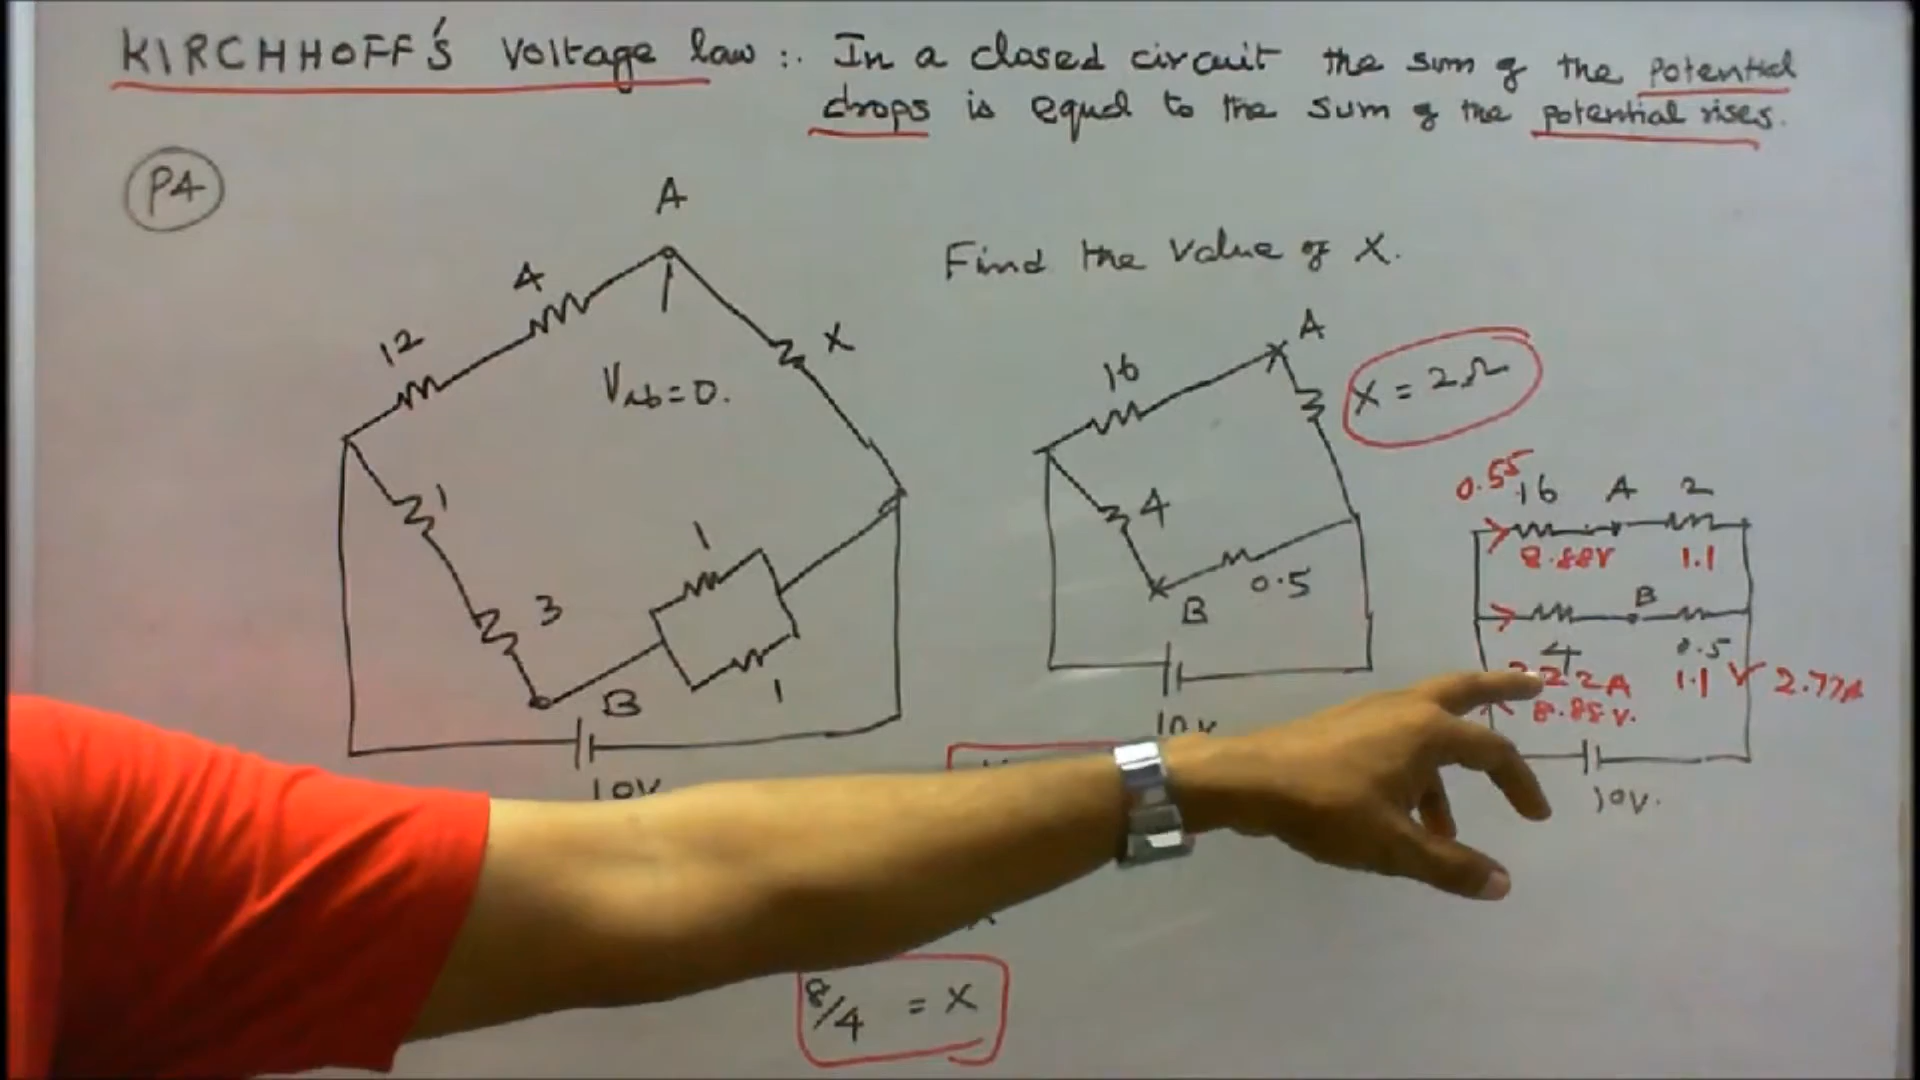 KIRCHHOFF'S Voltage law :. In a closed circuit the sum of the potential
drops is equal to the sum of the potential rises.
P4
A
4
12
X
VAB = 0.
1
3
1
1
B
10V
Find the value of X.
A
16
X = 2Ω
4
0.5
B
10V
0.55
16 A 2
8.88V 1.1
B
4 0.5
2.22A 1.1 V 2.77A
8.88V.
10V.
8/4 = X